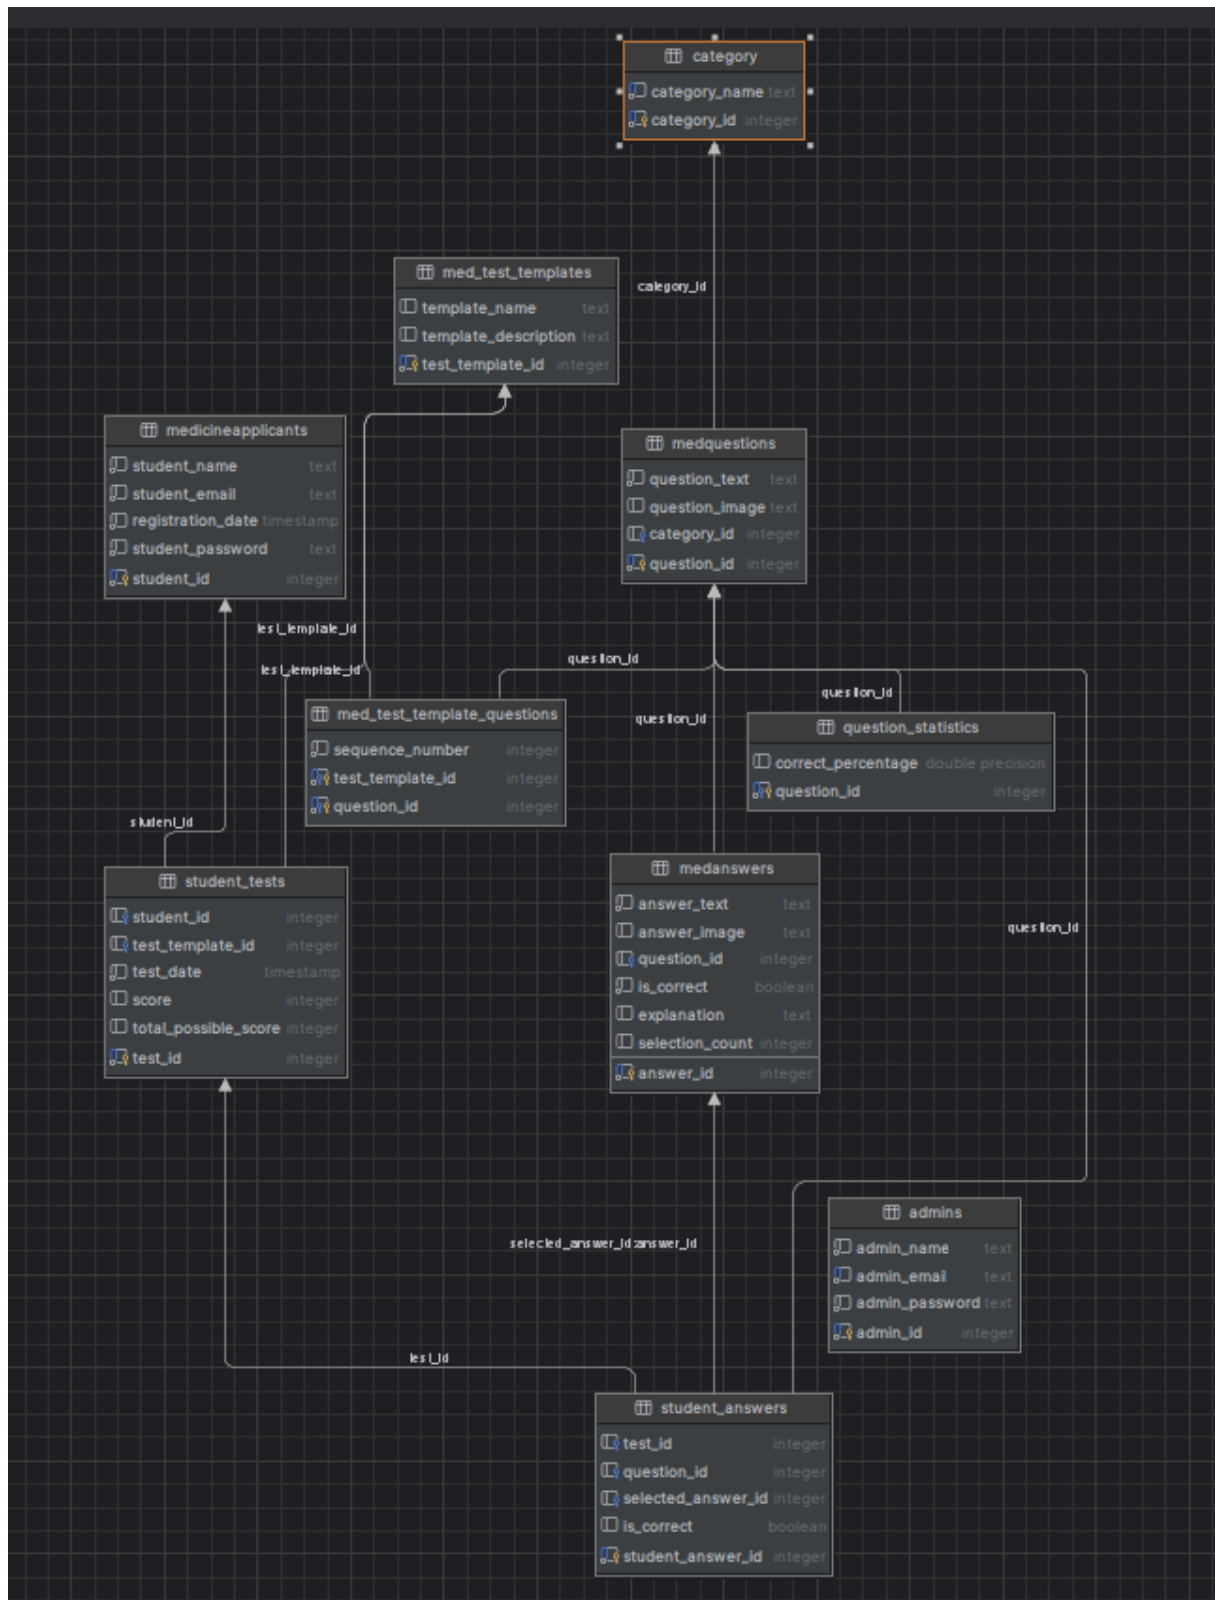 category
category_name text
category_id integer
med_test_templates
template_name text
template_description text
test_template_id integer
category_id
medicineapplicants
student_name text
student_email text
registration_date timestamp
student_password text
student_id integer
medquestions
question_text text
question_image text
category_id integer
question_id integer
test_template_id
test_template_id
question_id
question_id
question_id
med_test_template_questions
sequence_number integer
test_template_id integer
question_id integer
question_statistics
correct_percentage double precision
question_id integer
student_id
student_tests
student_id integer
test_template_id integer
test_date timestamp
score integer
total_possible_score integer
test_id integer
medanswers
answer_text text
answer_image text
question_id integer
is_correct boolean
explanation text
selection_count integer
answer_id integer
question_id
admins
admin_name text
admin_email text
admin_password text
admin_id integer
selected_answer_id:answer_id
test_id
student_answers
test_id integer
question_id integer
selected_answer_id integer
is_correct boolean
student_answer_id integer